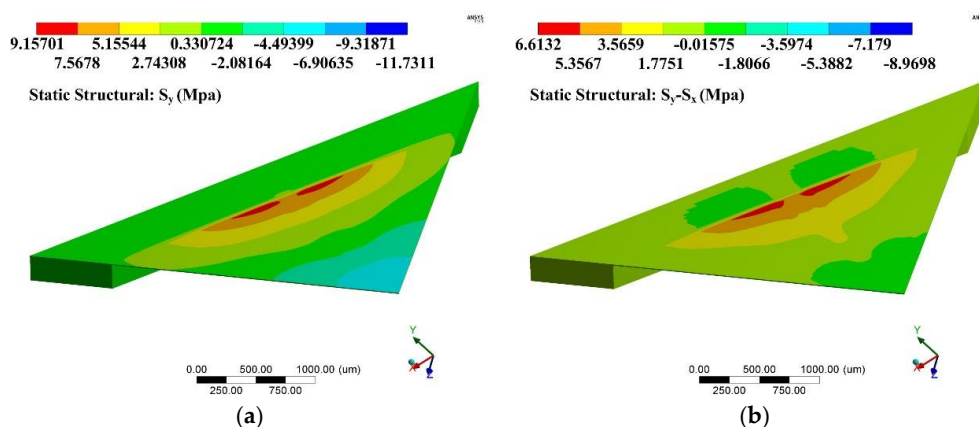 ANSYS
9.15701 5.15544 0.330724 -4.49399 -9.31871
7.5678 2.74308 -2.08164 -6.90635 -11.7311
Static Structural: Sy (Mpa)
Y
X
Z
0.00 500.00 1000.00 (um)
250.00 750.00
(a)
ANSYS
6.6132 3.5659 -0.01575 -3.5974 -7.179
5.3567 1.7751 -1.8066 -5.3882 -8.9698
Static Structural: Sy-Sx (Mpa)
Y
X
Z
0.00 500.00 1000.00 (um)
250.00 750.00
(b)